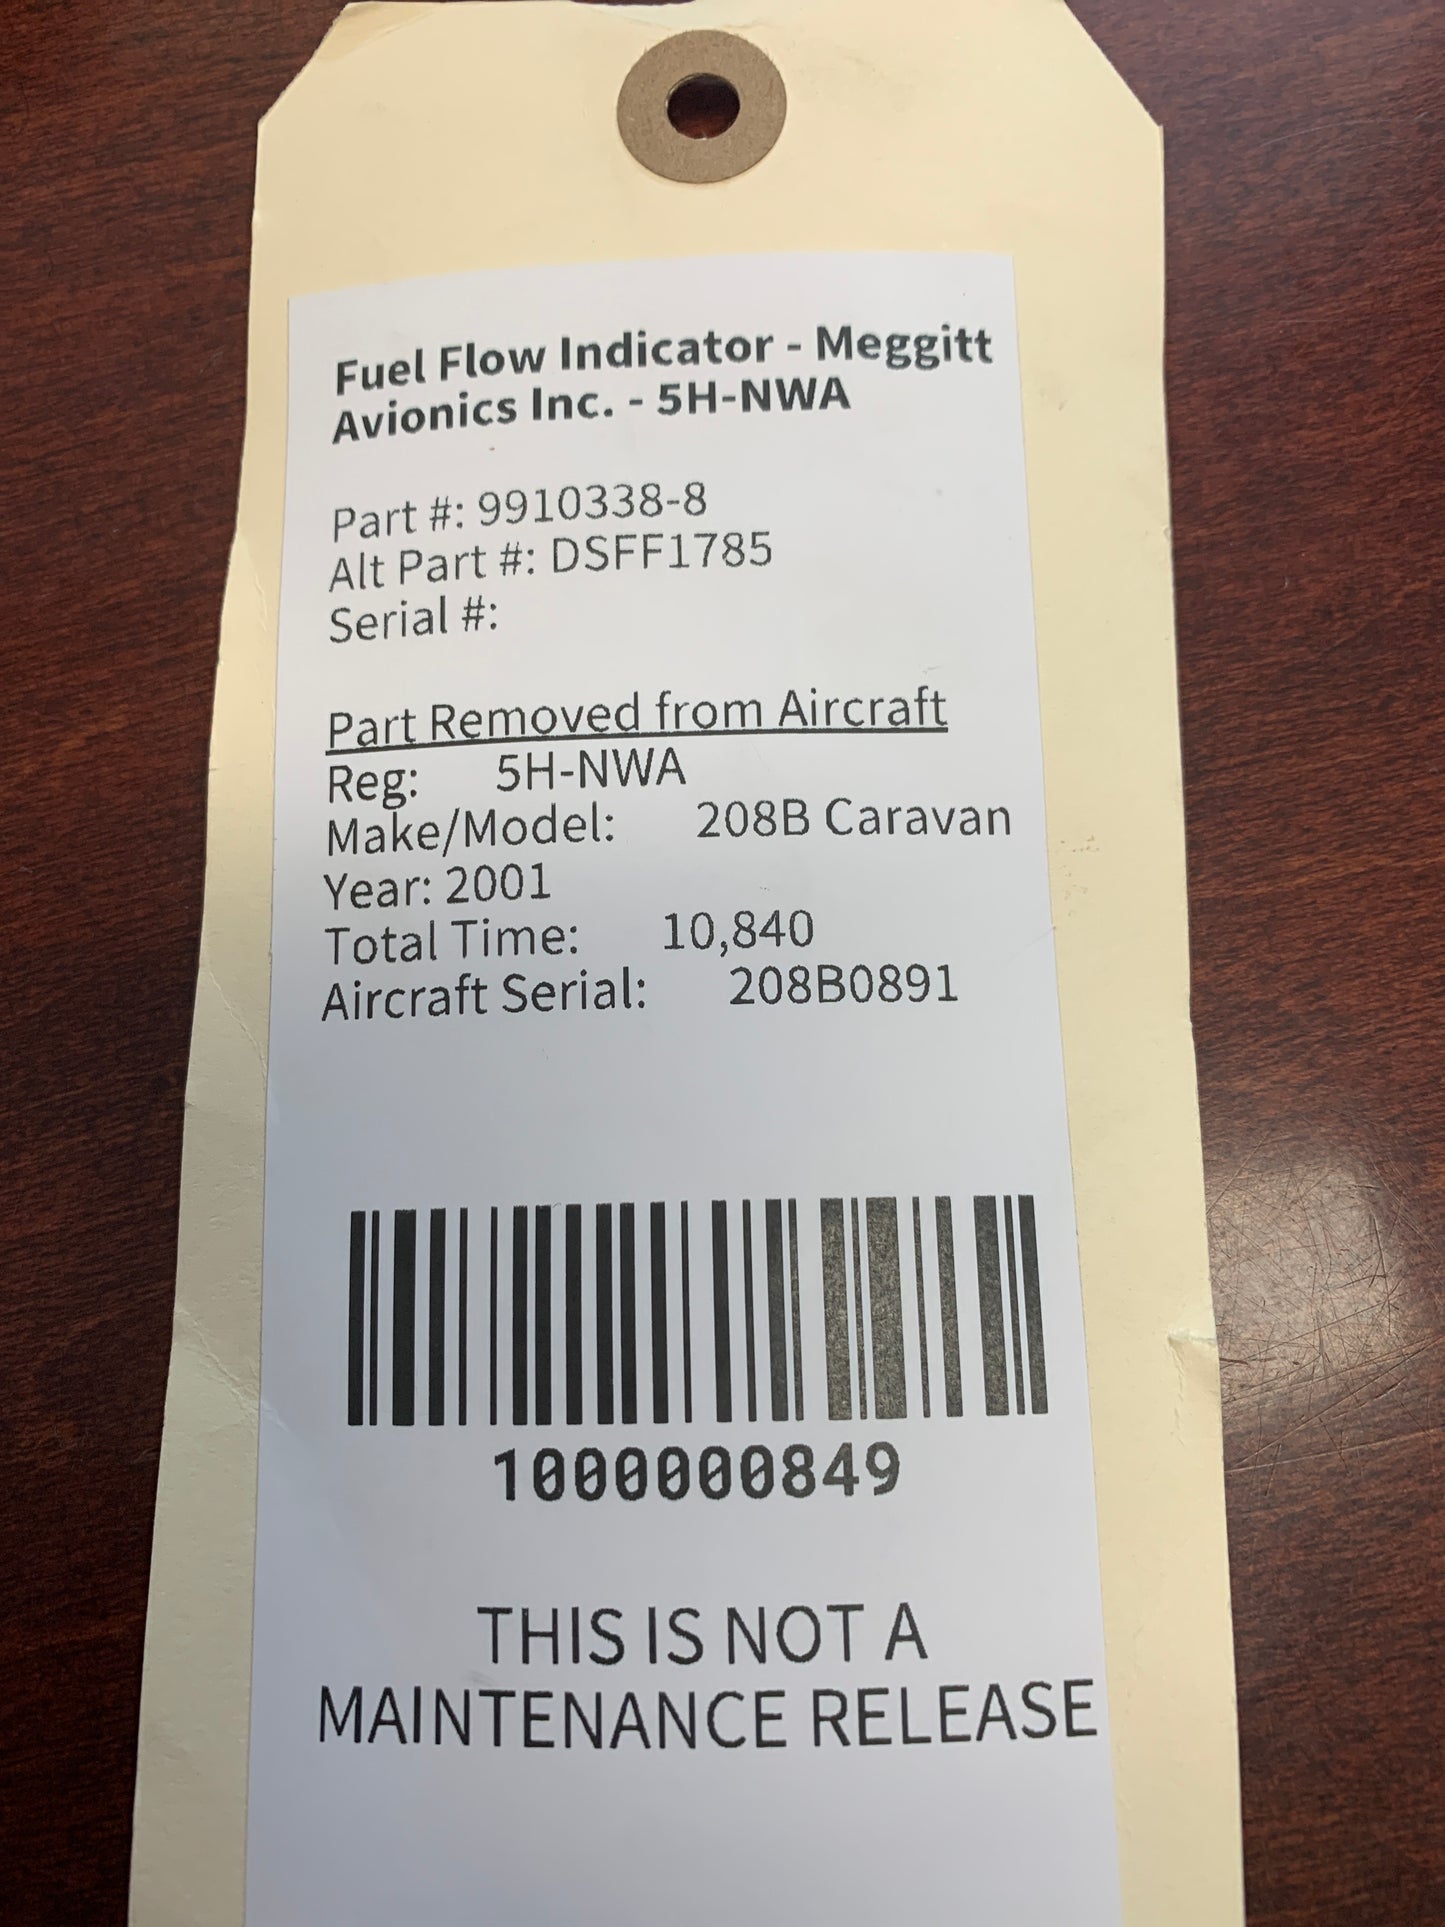 Fuel Flow Indicator - Meggitt
Avionics Inc. - 5H-NWA
Part #: 9910338-8
Alt Part #: DSFF1785
Serial #:
Part Removed from Aircraft
Reg: 5H-NWA
Make/Model: 208B Caravan
Year: 2001
Total Time: 10,840
Aircraft Serial: 208B0891
1000000849
THIS IS NOT A
MAINTENANCE RELEASE